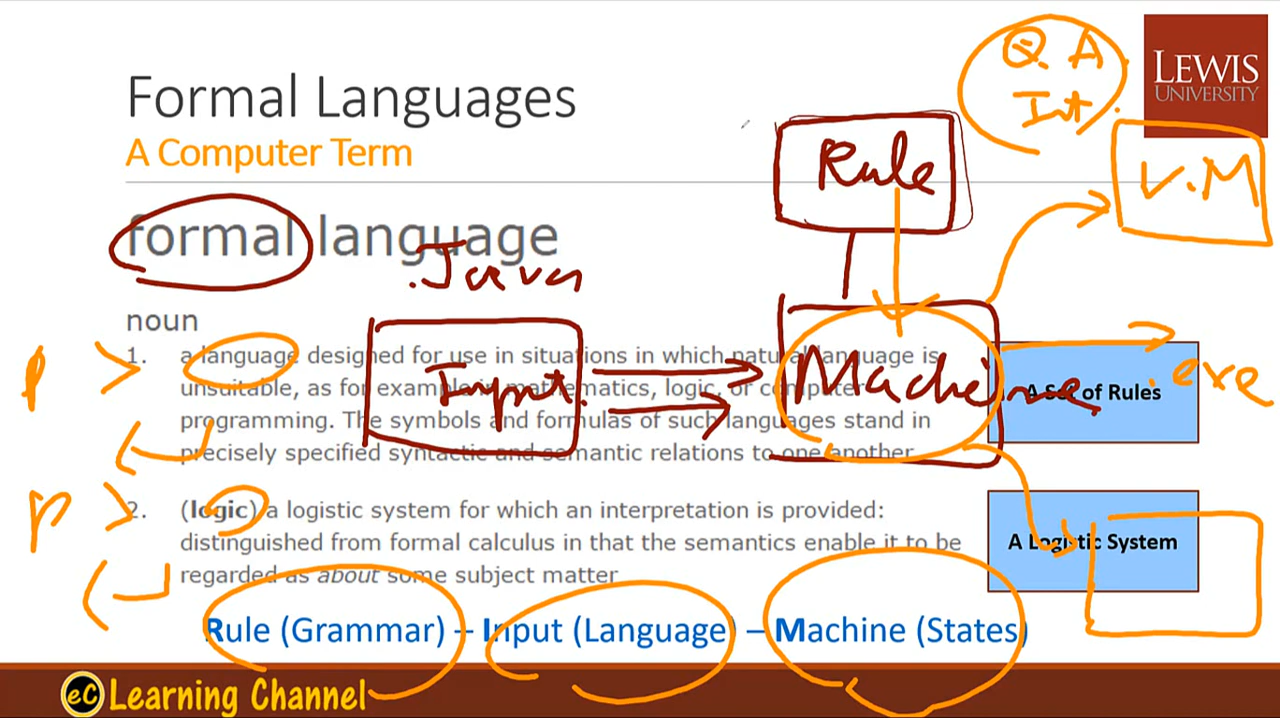 Formal Languages
A Computer Term
LEWIS
UNIVERSITY
Q A
Int.
Rule
V.M
formal language
.Java
noun
1. a language designed for use in situations in which natural language is
unsuitable, as for example in mathematics, logic, or computer
programming. The symbols and formulas of such languages stand in
precisely specified syntactic and semantic relations to one another
Input
Machine
A Set of Rules
.exe
p >
p >
2. (logic) a logistic system for which an interpretation is provided:
distinguished from formal calculus in that the semantics enable it to be
regarded as about some subject matter
A Logistic System
Rule (Grammar) – Input (Language) – Machine (States)
eC Learning Channel